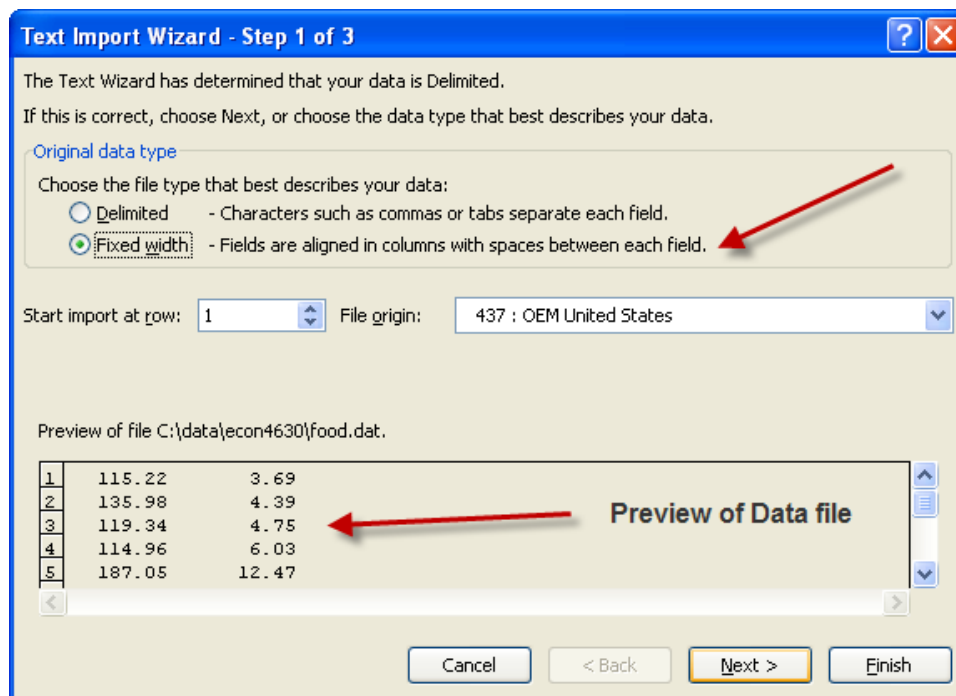 Text Import Wizard - Step 1 of 3
The Text Wizard has determined that your data is Delimited.
If this is correct, choose Next, or choose the data type that best describes your data.
Original data type
Choose the file type that best describes your data:
Delimited - Characters such as commas or tabs separate each field.
Fixed width - Fields are aligned in columns with spaces between each field.
Start import at row: 1 File origin: 437 : OEM United States
Preview of file C:\data\econ4630\food.dat.
1 115.22 3.69
2 135.98 4.39
3 119.34 4.75
4 114.96 6.03
5 187.05 12.47
Preview of Data file
Cancel < Back Next > Finish